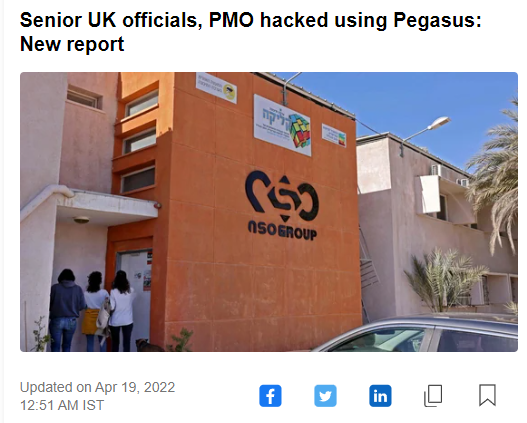 Senior UK officials, PMO hacked using Pegasus:
New report
NSO
NSO GROUP
Updated on Apr 19, 2022
12:51 AM IST